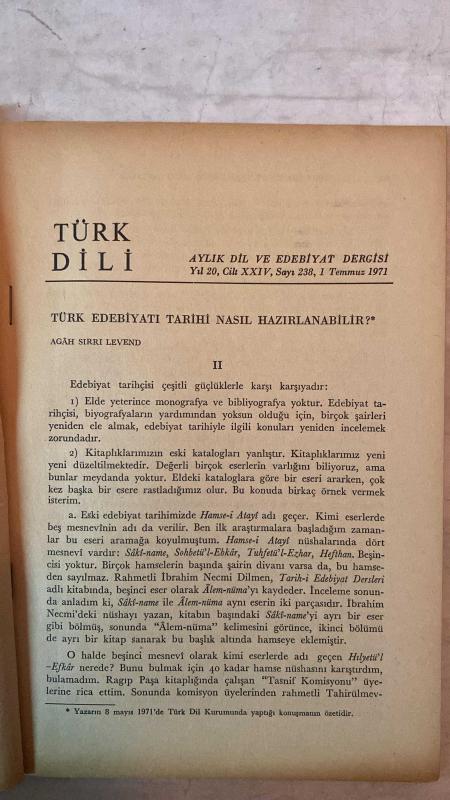 TÜRK
DİLİ
AYLIK DİL VE EDEBİYAT DERGİSİ
Yıl 20, Cilt XXIV, Sayı 238, 1 Temmuz 1971
TÜRK EDEBİYATI TARİHİ NASIL HAZIRLANABİLİR?*
AGÂH SIRRI LEVEND
II
Edebiyat tarihçisi çeşitli güçlüklerle karşı karşıyadır:
1) Elde yeterince monografya ve bibliyografya yoktur. Edebiyat ta-
rihçisi, biyografyaların yardımından yoksun olduğu için, birçok şairleri
yeniden ele almak, edebiyat tarihiyle ilgili konuları yeniden incelemek
zorundadır.
2) Kitaplıklarımızın eski katalogları yanlıştır. Kitaplıklarımız yeni
yeni düzeltilmektedir. Değerli birçok eserlerin varlığını biliyoruz, ama
bunlar meydanda yoktur. Eldeki kataloglara göre bir eseri ararken, çok
kez başka bir esere rastladığımız olur. Bu konuda birkaç örnek vermek
isterim.
a. Eski edebiyat tarihimizde Hamse-i Atayî adı geçer. Kimi eserlerde
beş mesnevînin adı da verilir. Ben ilk araştırmalara başladığım zaman-
lar bu eseri aramağa koyulmuştum. Hamse-i Atayî nüshalarında dört
mesnevî vardır: Sâkî-name, Sohbetü'l-Ebkâr, Tuhfetü'l-Ezhar, Hefthan. Beşin-
cisi yoktur. Birçok hamselerin başında şairin divanı varsa da, bu hamse-
den sayılmaz. Rahmetli İbrahim Necmi Dilmen, Tarih-i Edebiyat Dersleri
adlı kitabında, beşinci eser olarak Âlem-nüma'yı kaydeder. İnceleme sonun-
da anladım ki, Sâkî-name ile Âlem-nüma aynı eserin iki parçasıdır. İbrahim
Necmi'deki nüshayı yazan, kitabın başındaki Sâkî-name'yi ayrı bir eser
gibi bölmüş, sonunda "Âlem-nüma" kelimesini görünce, ikinci bölümü
de ayrı bir kitap sanarak bu başlık altında hamseye eklemiştir.
O halde beşinci mesnevî olarak kimi eserlerde adı geçen Hılyetü'l
-Efkâr nerede? Bunu bulmak için 40 kadar hamse nüshasını karıştırdım,
bulamadım. Ragıp Paşa kitaplığında çalışan "Tasnif Komisyonu" üye-
lerine rica ettim. Sonunda komisyon üyelerinden rahmetli Tahirülmev-
* Yazarın 8 mayıs 1971'de Türk Dil Kurumunda yaptığı konuşmanın özetidir.